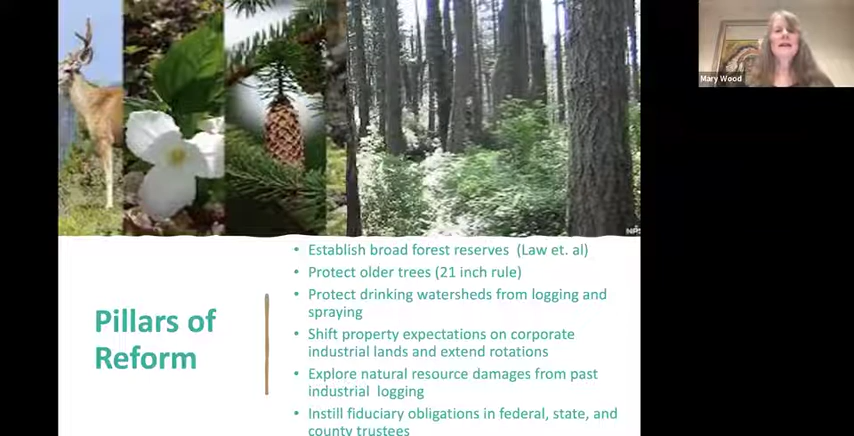 Mary Wood
NPS
Pillars of
Reform
• Establish broad forest reserves (Law et. al)
• Protect older trees (21 inch rule)
• Protect drinking watersheds from logging and
spraying
• Shift property expectations on corporate
industrial lands and extend rotations
• Explore natural resource damages from past
industrial logging
• Instill fiduciary obligations in federal, state, and
county trustees